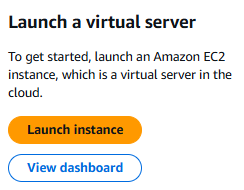 Launch a virtual server
To get started, launch an Amazon EC2
instance, which is a virtual server in the
cloud.
Launch instance
View dashboard